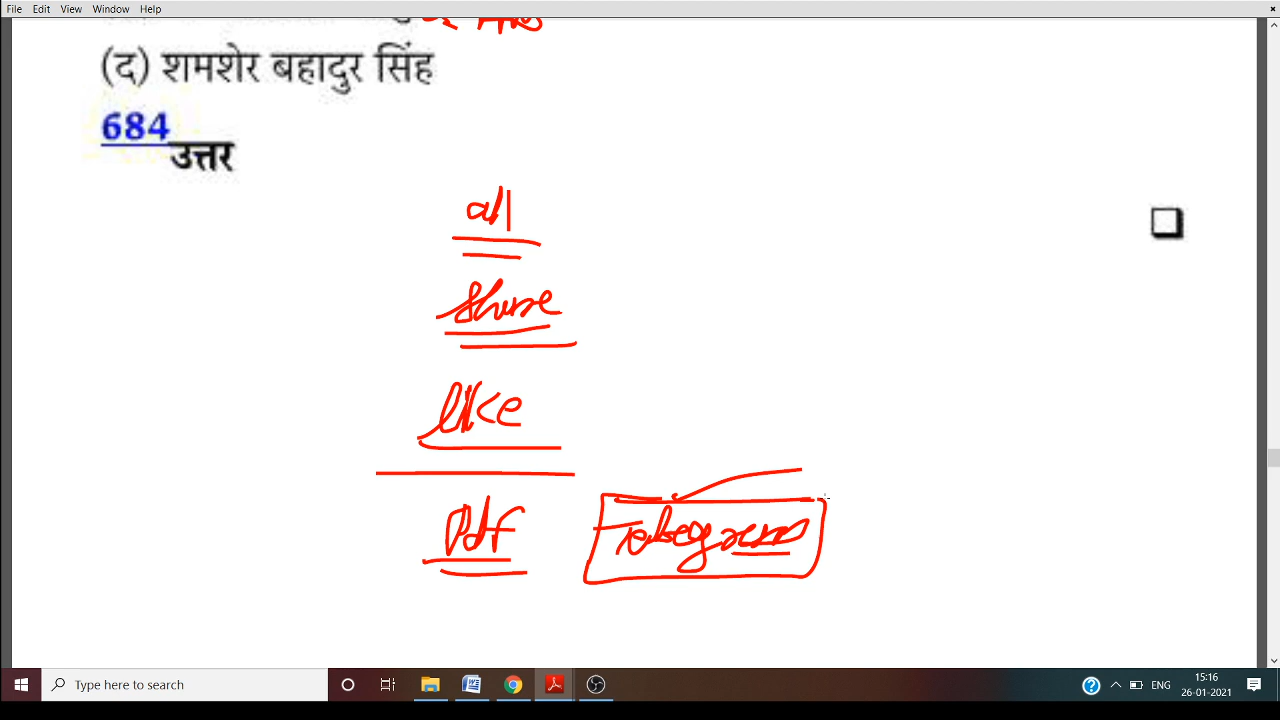 File Edit View Window Help
(द) शमशेर बहादुर सिंह
684
उत्तर
all
Share
like
Pdf Telegram
Type here to search
ENG
15:16
26-01-2021